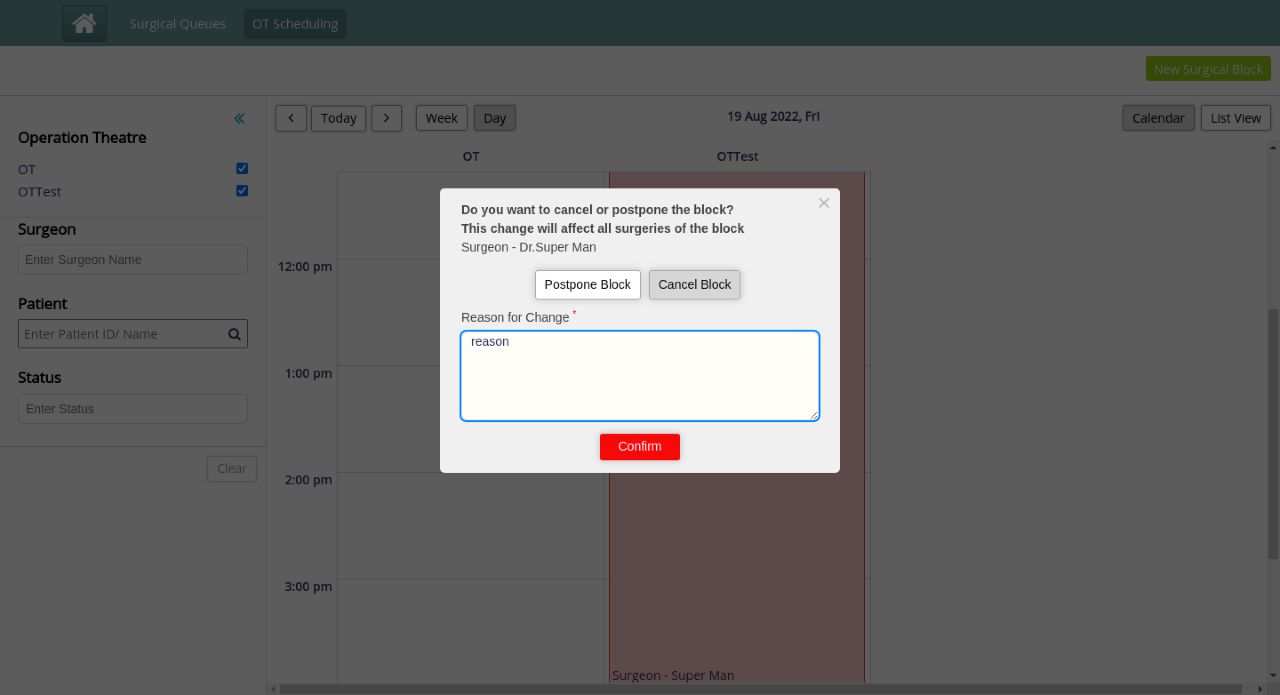 Surgical Queues
OT Scheduling
New Surgical Block
Operation Theatre
OT
OTTest
Surgeon
Enter Surgeon Name
Patient
Enter Patient ID/ Name
Status
Enter Status
Clear
Today
Week
Day
19 Aug 2022, Fri
Calendar
List View
OT
OTTest
12:00 pm
1:00 pm
2:00 pm
3:00 pm
Do you want to cancel or postpone the block?
This change will affect all surgeries of the block
Surgeon - Dr.Super Man
Postpone Block
Cancel Block
Reason for Change *
reason
Confirm
Surgeon - Super Man